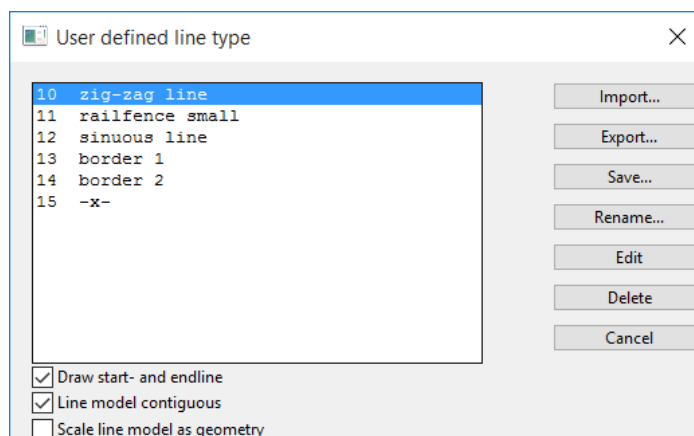 User defined line type
10 zig-zag line
11 railfence small
12 sinuous line
13 border 1
14 border 2
15 -x-
Import...
Export...
Save...
Rename...
Edit
Delete
Cancel
Draw start- and endline
Line model contiguous
Scale line model as geometry